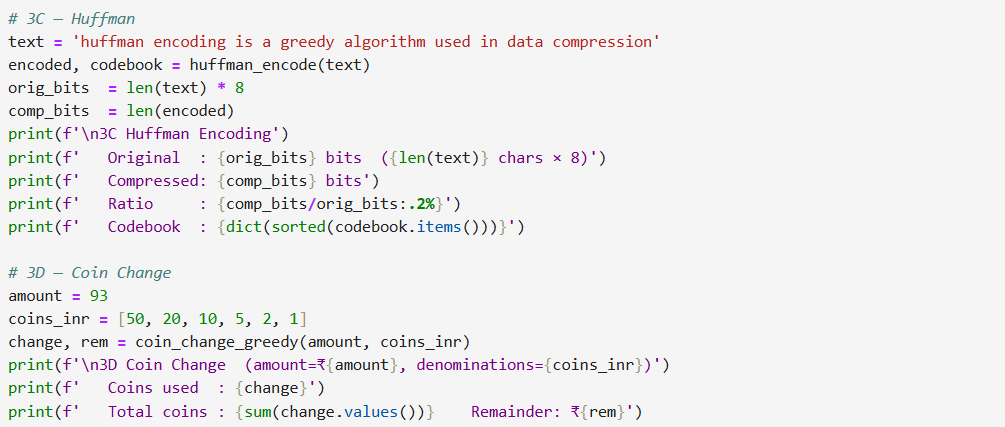 # 3C — Huffman
text = 'huffman encoding is a greedy algorithm used in data compression'
encoded, codebook = huffman_encode(text)
orig_bits  = len(text) * 8
comp_bits  = len(encoded)
print(f'\n3C Huffman Encoding')
print(f'   Original  : {orig_bits} bits  ({len(text)} chars × 8)')
print(f'   Compressed: {comp_bits} bits')
print(f'   Ratio     : {comp_bits/orig_bits:.2%}')
print(f'   Codebook  : {dict(sorted(codebook.items()))}')

# 3D — Coin Change
amount = 93
coins_inr = [50, 20, 10, 5, 2, 1]
change, rem = coin_change_greedy(amount, coins_inr)
print(f'\n3D Coin Change  (amount=₹{amount}, denominations={coins_inr})')
print(f'   Coins used  : {change}')
print(f'   Total coins : {sum(change.values())}    Remainder: ₹{rem}')